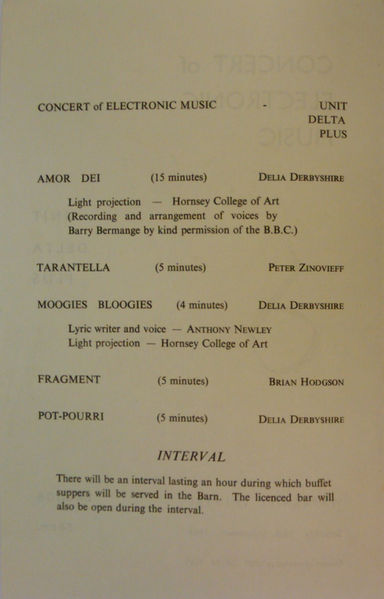 CONCERT of ELECTRONIC MUSIC - UNIT
DELTA
PLUS
AMOR DEI (15 minutes) DELIA DERBYSHIRE
Light projection — Hornsey College of Art
(Recording and arrangement of voices by
Barry Bermange by kind permission of the B.B.C.)
TARANTELLA (5 minutes) PETER ZINOVIEFF
MOOGIES BLOOGIES (4 minutes) DELIA DERBYSHIRE
Lyric writer and voice — ANTHONY NEWLEY
Light projection — Hornsey College of Art
FRAGMENT (5 minutes) BRIAN HODGSON
POT-POURRI (5 minutes) DELIA DERBYSHIRE
INTERVAL
There will be an interval lasting an hour during which buffet
suppers will be served in the Barn. The licenced bar will
also be open during the interval.